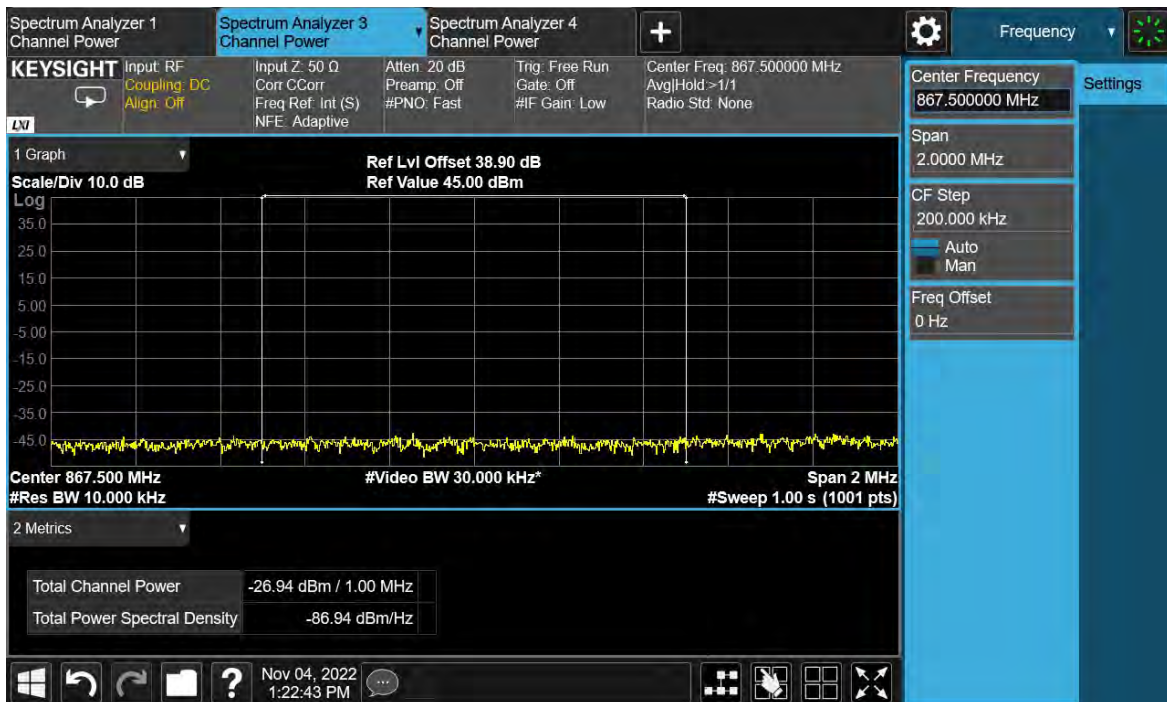 Spectrum Analyzer 1
Channel Power
Spectrum Analyzer 3
Channel Power
Spectrum Analyzer 4
Channel Power
Frequency
KEYSIGHT
LXI
Input: RF
Coupling: DC
Align: Off
Input Z: 50 Ω
Corr CCorr
Freq Ref: Int (S)
NFE: Adaptive
Atten: 20 dB
Preamp: Off
#PNO: Fast
Trig: Free Run
Gate: Off
#IF Gain: Low
Center Freq: 867.500000 MHz
Avg|Hold:>1/1
Radio Std: None
1 Graph
Scale/Div 10.0 dB
Ref Lvl Offset 38.90 dB
Ref Value 45.00 dBm
Log
35.0
25.0
15.0
5.00
-5.00
-15.0
-25.0
-35.0
-45.0
Center 867.500 MHz
#Video BW 30.000 kHz*
Span 2 MHz
#Res BW 10.000 kHz
#Sweep 1.00 s (1001 pts)
2 Metrics
Total Channel Power -26.94 dBm / 1.00 MHz
Total Power Spectral Density -86.94 dBm/Hz
?
Nov 04, 2022
1:22:43 PM
Center Frequency
867.500000 MHz
Settings
Span
2.0000 MHz
CF Step
200.000 kHz
Auto
Man
Freq Offset
0 Hz